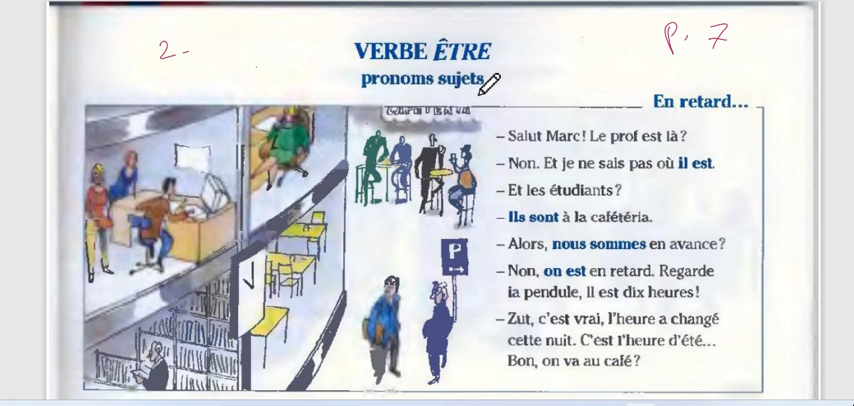 2-
P. 7
VERBE ÊTRE
pronoms sujets
En retard...
– Salut Marc! Le prof est là?
– Non. Et je ne sais pas où il est.
– Et les étudiants?
– Ils sont à la cafétéria.
– Alors, nous sommes en avance?
– Non, on est en retard. Regarde
la pendule, Il est dix heures!
– Zut, c'est vrai, l'heure a changé
cette nuit. C'est l'heure d'été...
Bon, on va au café?
P